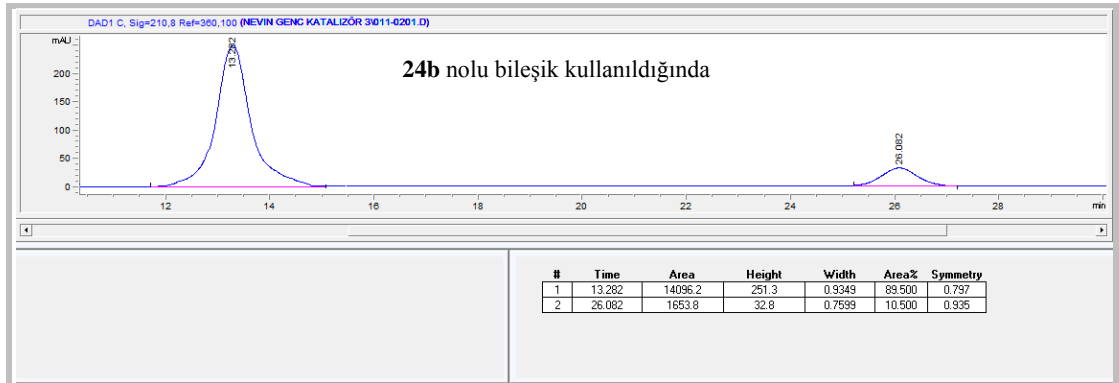 DAD1 C, Sig=210,8 Ref=360,100 (NEVIN GENC KATALIZÖR 3\011-0201.D)
mAU
200
150
100
50
0
13.282
24b nolu bileşik kullanıldığında
26.082
12 14 16 18 20 22 24 26 28 min
# Time Area Height Width Area% Symmetry
1 13.282 14096.2 251.3 0.9349 89.500 0.797
2 26.082 1653.8 32.8 0.7599 10.500 0.935